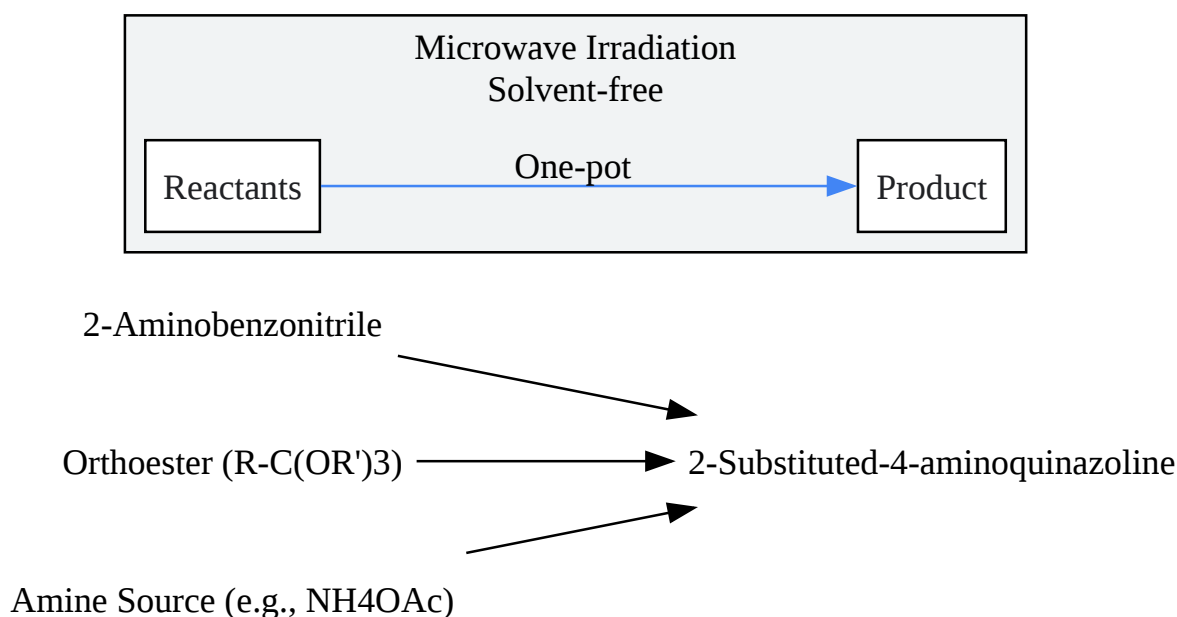 Microwave Irradiation
Solvent-free
Reactants
One-pot
Product
2-Aminobenzonitrile
Orthoester (R-C(OR')3)
2-Substituted-4-aminoquinazoline
Amine Source (e.g., NH4OAc)